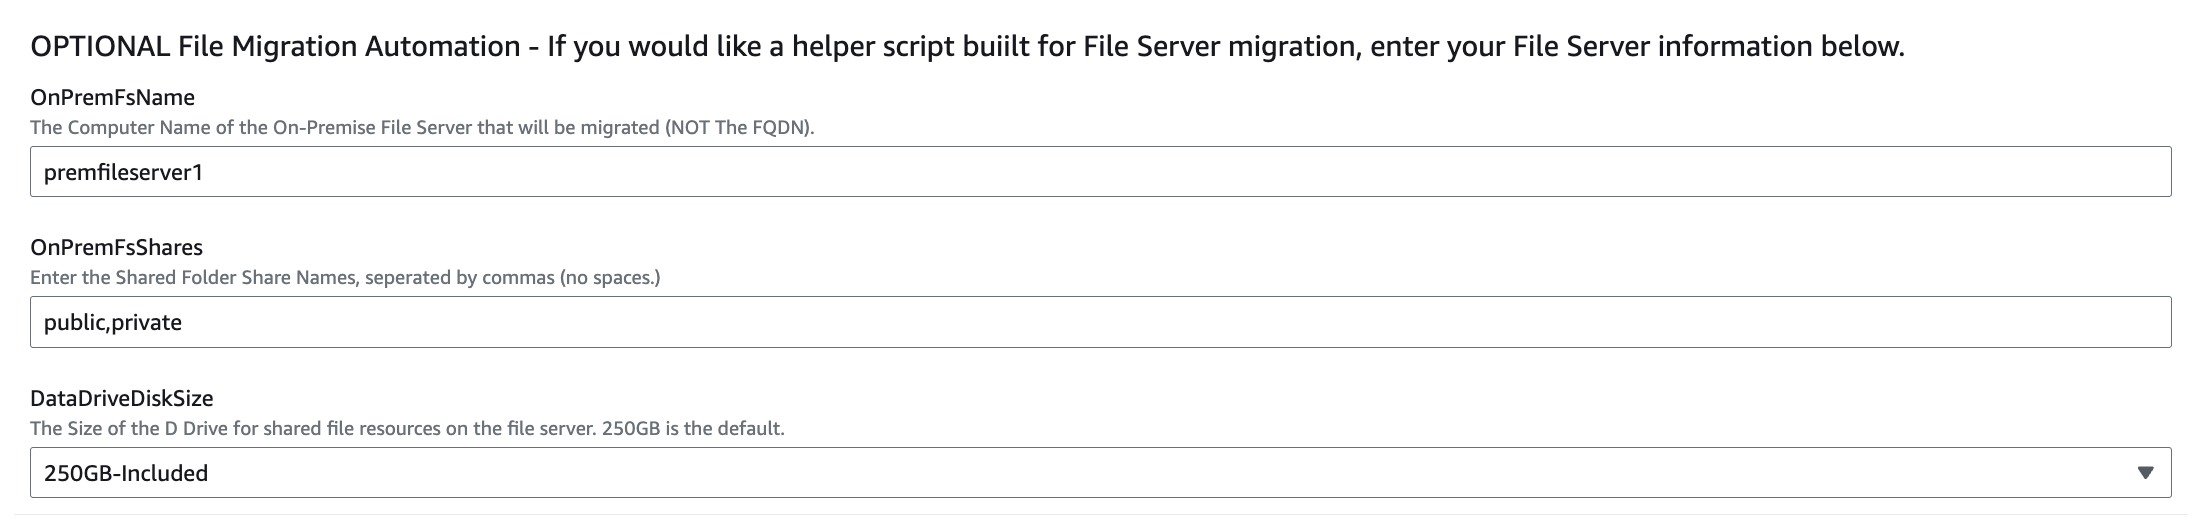 OPTIONAL File Migration Automation - If you would like a helper script buiilt for File Server migration, enter your File Server information below.
OnPremFsName
The Computer Name of the On-Premise File Server that will be migrated (NOT The FQDN).
premfileserver1
OnPremFsShares
Enter the Shared Folder Share Names, seperated by commas (no spaces.)
public,private
DataDriveDiskSize
The Size of the D Drive for shared file resources on the file server. 250GB is the default.
250GB-Included